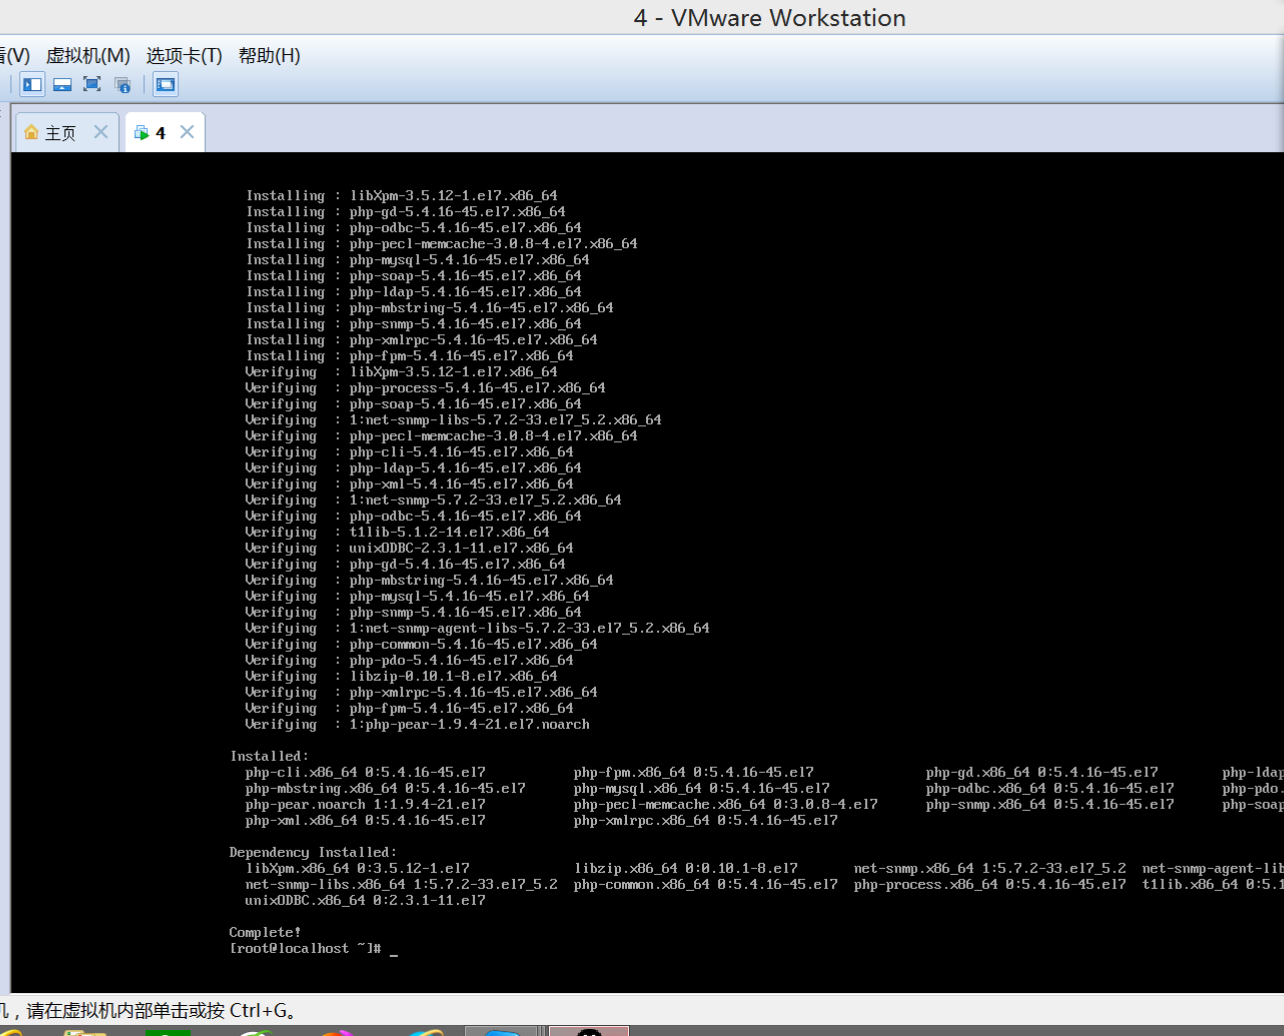 4 - VMware Workstation
(V) 虚拟机(M) 选项卡(T) 帮助(H)
主页 4
Installing : libXpm-3.5.12-1.el7.x86_64
Installing : php-gd-5.4.16-45.el7.x86_64
Installing : php-odbc-5.4.16-45.el7.x86_64
Installing : php-pecl-memcache-3.0.8-4.el7.x86_64
Installing : php-mysql-5.4.16-45.el7.x86_64
Installing : php-soap-5.4.16-45.el7.x86_64
Installing : php-ldap-5.4.16-45.el7.x86_64
Installing : php-mbstring-5.4.16-45.el7.x86_64
Installing : php-snmp-5.4.16-45.el7.x86_64
Installing : php-xmlrpc-5.4.16-45.el7.x86_64
Installing : php-fpm-5.4.16-45.el7.x86_64
Verifying : libXpm-3.5.12-1.el7.x86_64
Verifying : php-process-5.4.16-45.el7.x86_64
Verifying : php-soap-5.4.16-45.el7.x86_64
Verifying : 1:net-snmp-libs-5.7.2-33.el7_5.2.x86_64
Verifying : php-pecl-memcache-3.0.8-4.el7.x86_64
Verifying : php-cli-5.4.16-45.el7.x86_64
Verifying : php-ldap-5.4.16-45.el7.x86_64
Verifying : php-xml-5.4.16-45.el7.x86_64
Verifying : 1:net-snmp-5.7.2-33.el7_5.2.x86_64
Verifying : php-odbc-5.4.16-45.el7.x86_64
Verifying : t1lib-5.1.2-14.el7.x86_64
Verifying : unixODBC-2.3.1-11.el7.x86_64
Verifying : php-gd-5.4.16-45.el7.x86_64
Verifying : php-mbstring-5.4.16-45.el7.x86_64
Verifying : php-mysql-5.4.16-45.el7.x86_64
Verifying : php-snmp-5.4.16-45.el7.x86_64
Verifying : 1:net-snmp-agent-libs-5.7.2-33.el7_5.2.x86_64
Verifying : php-common-5.4.16-45.el7.x86_64
Verifying : php-pdo-5.4.16-45.el7.x86_64
Verifying : libzip-0.10.1-8.el7.x86_64
Verifying : php-xmlrpc-5.4.16-45.el7.x86_64
Verifying : php-fpm-5.4.16-45.el7.x86_64
Verifying : 1:php-pear-1.9.4-21.el7.noarch
Installed:
php-cli.x86_64 0:5.4.16-45.el7 php-fpm.x86_64 0:5.4.16-45.el7 php-gd.x86_64 0:5.4.16-45.el7 php-ldap
php-mbstring.x86_64 0:5.4.16-45.el7 php-mysql.x86_64 0:5.4.16-45.el7 php-odbc.x86_64 0:5.4.16-45.el7 php-pdo.
php-pear.noarch 1:1.9.4-21.el7 php-pecl-memcache.x86_64 0:3.0.8-4.el7 php-snmp.x86_64 0:5.4.16-45.el7 php-soap
php-xml.x86_64 0:5.4.16-45.el7 php-xmlrpc.x86_64 0:5.4.16-45.el7
Dependency Installed:
libXpm.x86_64 0:3.5.12-1.el7 libzip.x86_64 0:0.10.1-8.el7 net-snmp.x86_64 1:5.7.2-33.el7_5.2 net-snmp-agent-lib
net-snmp-libs.x86_64 1:5.7.2-33.el7_5.2 php-common.x86_64 0:5.4.16-45.el7 php-process.x86_64 0:5.4.16-45.el7 t1lib.x86_64 0:5.1
unixODBC.x86_64 0:2.3.1-11.el7
Complete!
[root@localhost ~]# _
机，请在虚拟机内部单击或按 Ctrl+G。